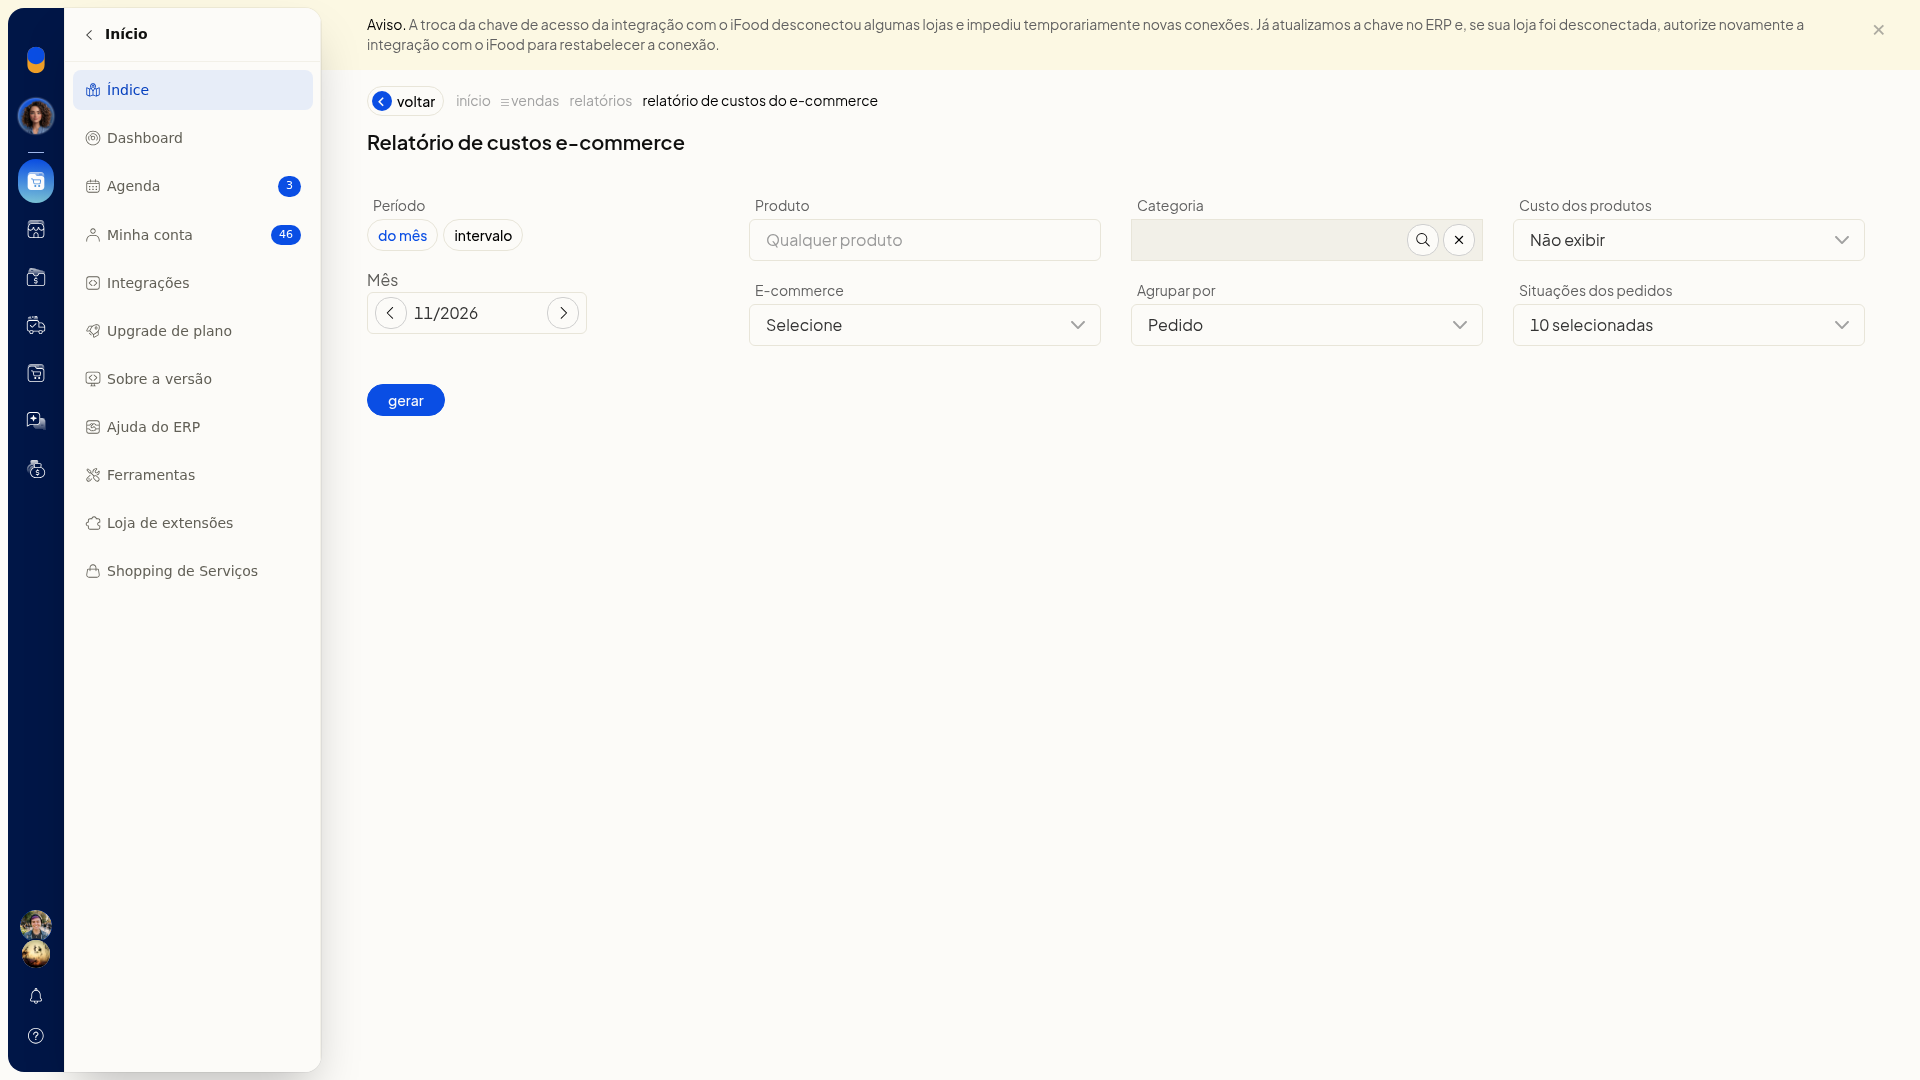 Início
Índice
Dashboard
Agenda
3
Minha conta
46
Integrações
Upgrade de plano
Sobre a versão
Ajuda do ERP
Ferramentas
Loja de extensões
Shopping de Serviços
Aviso. A troca da chave de acesso da integração com o iFood desconectou algumas lojas e impediu temporariamente novas conexões. Já atualizamos a chave no ERP e, se sua loja foi desconectada, autorize novamente a
integração com o iFood para restabelecer a conexão.
voltar início vendas relatórios relatório de custos do e-commerce
Relatório de custos e-commerce
Período
do mês intervalo
Mês
11/2026
Produto
Qualquer produto
Categoria
Custo dos produtos
Não exibir
E-commerce
Selecione
Agrupar por
Pedido
Situações dos pedidos
10 selecionadas
gerar